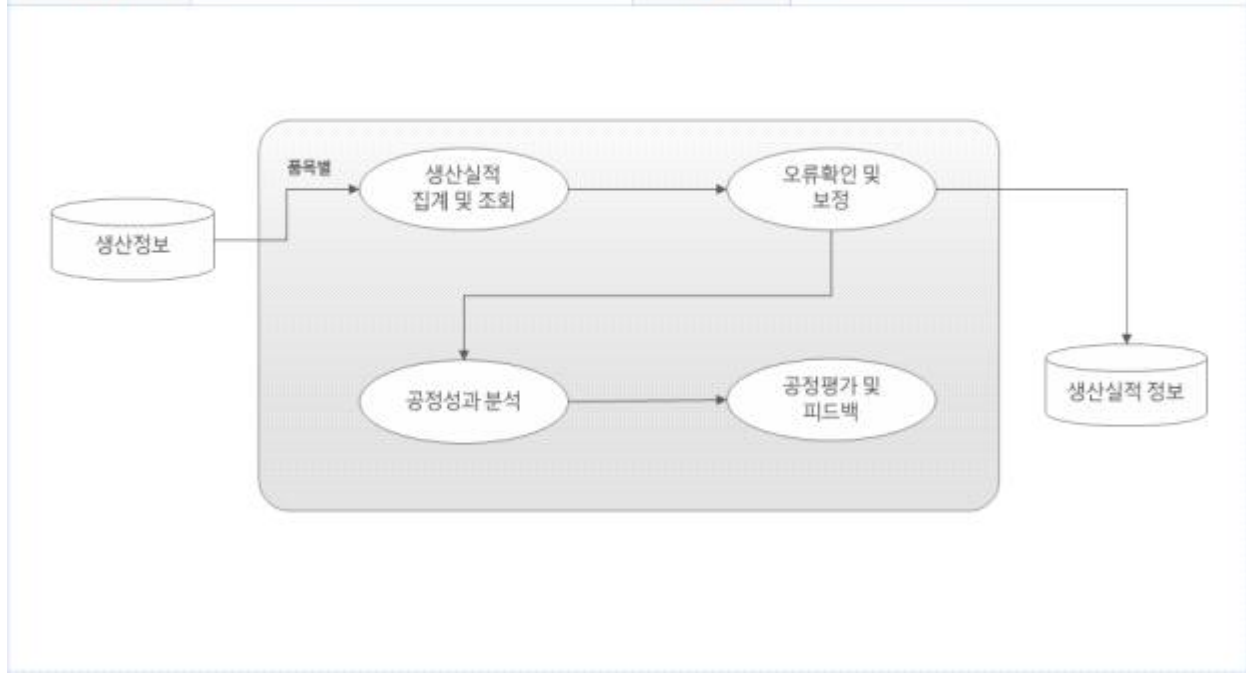 품목별
생산실적
집계 및 조회
오류확인 및
보정
생산정보
공정성과 분석
공정평가 및
피드백
생산실적 정보